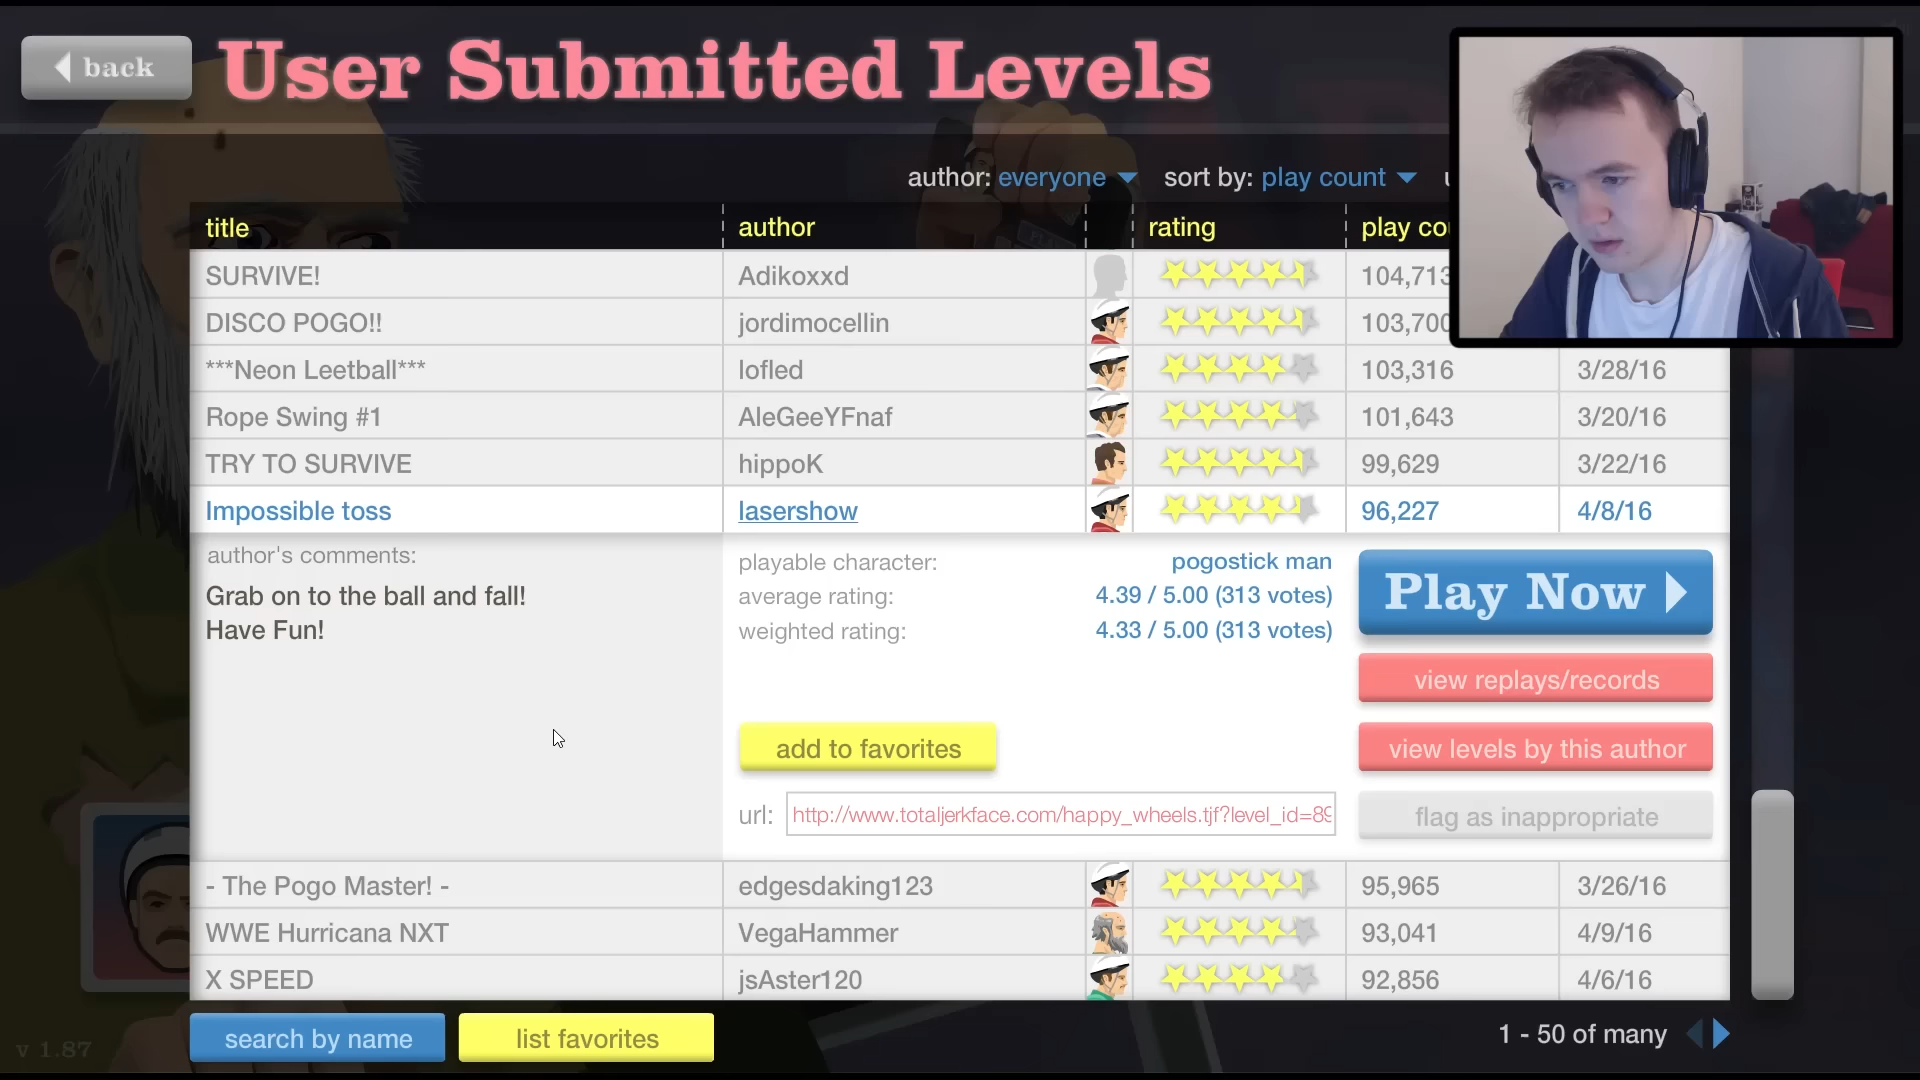 back
User Submitted Levels
author: everyone sort by: play count
title author rating play co
SURVIVE! Adikoxxd 104,713
DISCO POGO!! jordimocellin 103,700
***Neon Leetball*** lofled 103,316 3/28/16
Rope Swing #1 AleGeeYFnaf 101,643 3/20/16
TRY TO SURVIVE hippoK 99,629 3/22/16
Impossible toss lasershow 96,227 4/8/16
author's comments:
Grab on to the ball and fall!
Have Fun!
playable character: pogostick man
average rating: 4.39 / 5.00 (313 votes)
weighted rating: 4.33 / 5.00 (313 votes)
Play Now
view replays/records
add to favorites
view levels by this author
url: http://www.totaljerkface.com/happy_wheels.tjf?level_id=89
flag as inappropriate
- The Pogo Master! - edgesdaking123 95,965 3/26/16
WWE Hurricana NXT VegaHammer 93,041 4/9/16
X SPEED jsAster120 92,856 4/6/16
search by name list favorites
1 - 50 of many
v 1.87